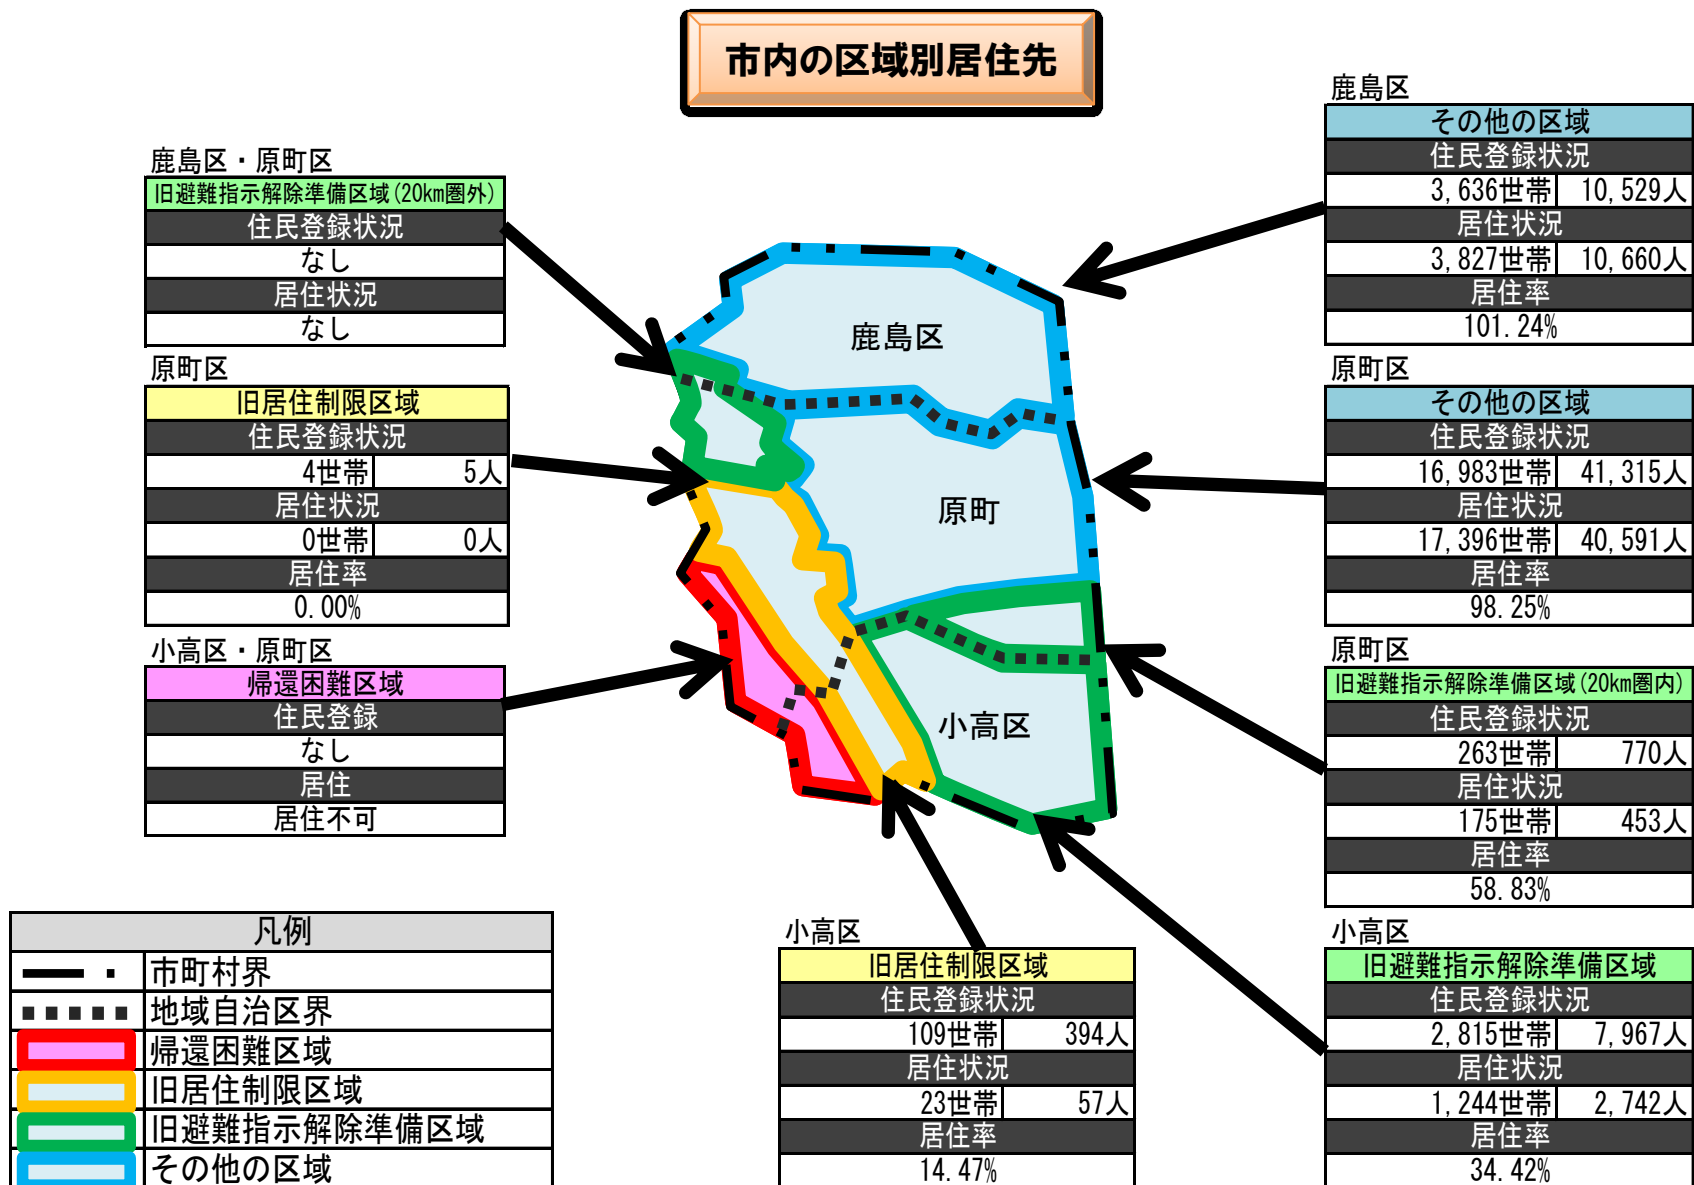 市内の区域別居住先
鹿島区・原町区
旧避難指示解除準備区域(20km圏外)
住民登録状況
なし
居住状況
なし
原町区
旧居住制限区域
住民登録状況
4世帯 5人
居住状況
0世帯 0人
居住率
0.00%
小高区・原町区
帰還困難区域
住民登録
なし
居住
居住不可
鹿島区
原町
小高区
鹿島区
その他の区域
住民登録状況
3,636世帯 10,529人
居住状況
3,827世帯 10,660人
居住率
101.24%
原町区
その他の区域
住民登録状況
16,983世帯 41,315人
居住状況
17,396世帯 40,591人
居住率
98.25%
原町区
旧避難指示解除準備区域(20km圏内)
住民登録状況
263世帯 770人
居住状況
175世帯 453人
居住率
58.83%
小高区
旧避難指示解除準備区域
住民登録状況
2,815世帯 7,967人
居住状況
1,244世帯 2,742人
居住率
34.42%
小高区
旧居住制限区域
住民登録状況
109世帯 394人
居住状況
23世帯 57人
居住率
14.47%
凡例
市町村界
地域自治区界
帰還困難区域
旧居住制限区域
旧避難指示解除準備区域
その他の区域